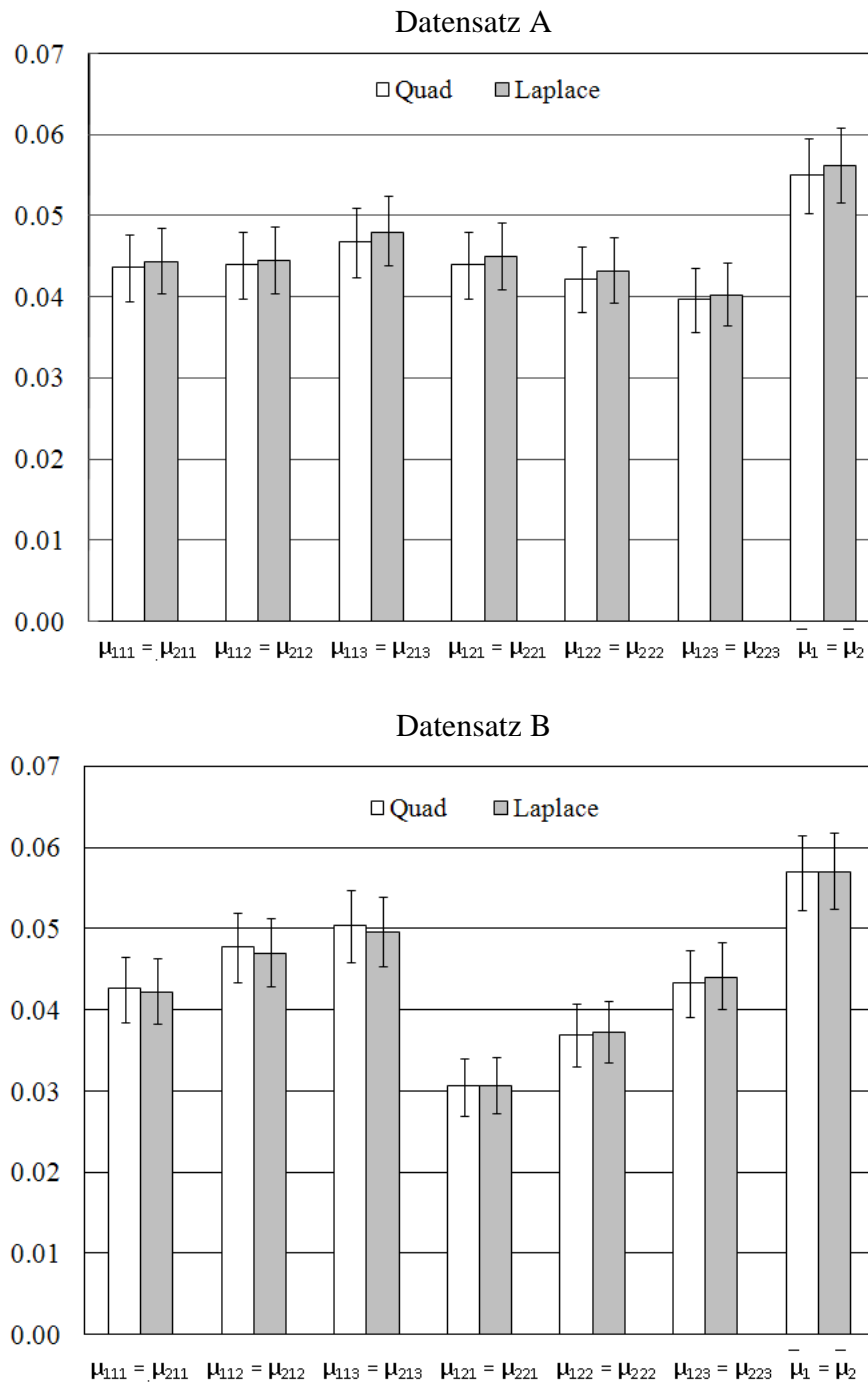 Datensatz A
0.07
Quad Laplace
0.06
0.05
0.04
0.03
0.02
0.01
0.00
μ₁₁₁ = μ₂₁₁ μ₁₁₂ = μ₂₁₂ μ₁₁₃ = μ₂₁₃ μ₁₂₁ = μ₂₂₁ μ₁₂₂ = μ₂₂₂ μ₁₂₃ = μ₂₂₃ μ̄₁ = μ̄₂
Datensatz B
0.07
Quad Laplace
0.06
0.05
0.04
0.03
0.02
0.01
0.00
μ₁₁₁ = μ₂₁₁ μ₁₁₂ = μ₂₁₂ μ₁₁₃ = μ₂₁₃ μ₁₂₁ = μ₂₂₁ μ₁₂₂ = μ₂₂₂ μ₁₂₃ = μ₂₂₃ μ̄₁ = μ̄₂